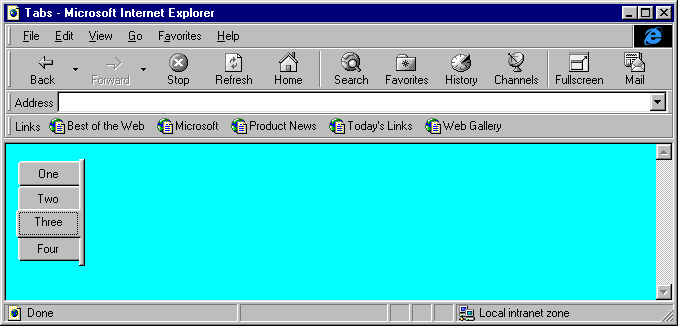 Tabs - Microsoft Internet Explorer
File Edit View Go Favorites Help
Back Forward Stop Refresh Home Search Favorites History Channels Fullscreen Mail
Address
Links Best of the Web Microsoft Product News Today's Links Web Gallery
One
Two
Three
Four
Done Local intranet zone